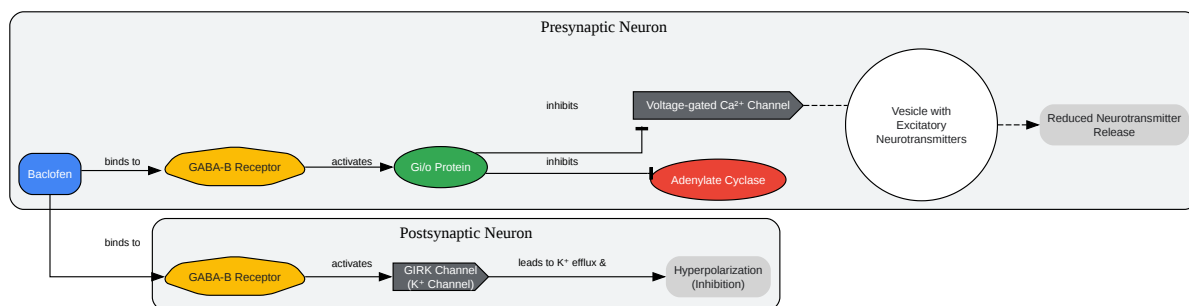 Presynaptic Neuron
inhibits
Voltage-gated Ca²⁺ Channel
Vesicle with
Excitatory
Neurotransmitters
Reduced Neurotransmitter
Release
Baclofen
binds to
GABA-B Receptor
activates
Gi/o Protein
inhibits
Adenylate Cyclase
Postsynaptic Neuron
binds to
GABA-B Receptor
activates
GIRK Channel
(K⁺ Channel)
leads to K⁺ efflux &
Hyperpolarization
(Inhibition)